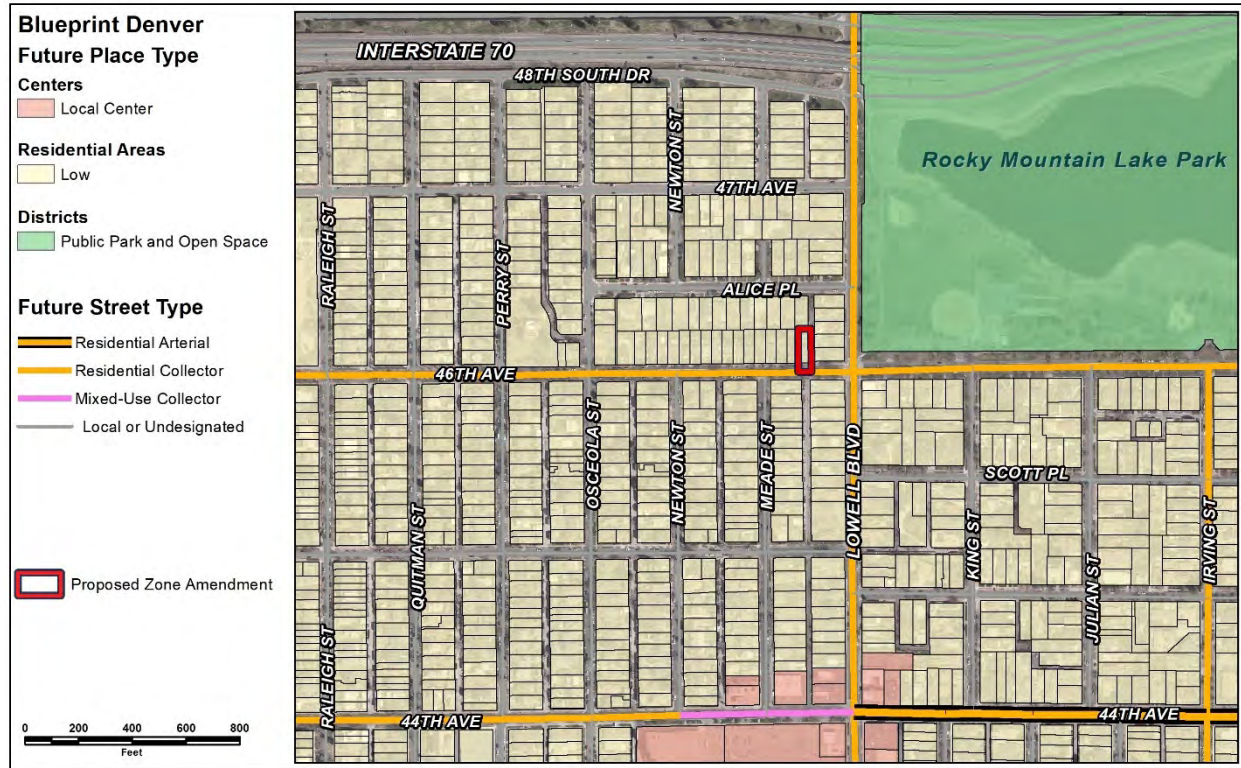 Blueprint Denver
Future Place Type
Centers
Local Center
Residential Areas
Low
Districts
Public Park and Open Space
Future Street Type
Residential Arterial
Residential Collector
Mixed-Use Collector
Local or Undesignated
Proposed Zone Amendment
0 200 400 600 800
Feet
INTERSTATE 70
48TH SOUTH DR
NEWTON ST
47TH AVE
Rocky Mountain Lake Park
RALEIGH ST
PERRY ST
ALICE PL
46TH AVE
OSCEOLA ST
NEWTON ST
MEADE ST
LOWELL BLVD
SCOTT PL
QUITMAN ST
KING ST
JULIAN ST
IRVING ST
RALEIGH ST
44TH AVE
44TH AVE